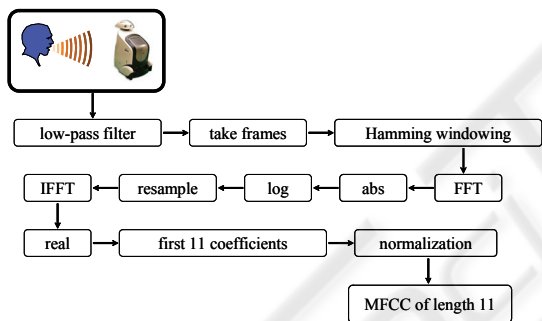 low-pass filter
take frames
Hamming windowing
FFT
abs
log
resample
IFFT
real
first 11 coefficients
normalization
MFCC of length 11